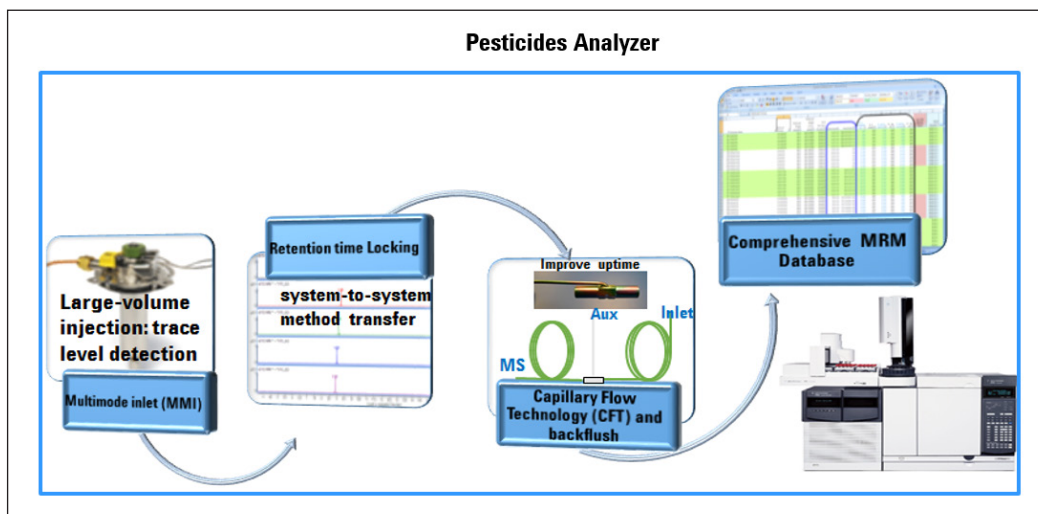 Pesticides Analyzer
Large-volume
injection: trace
level detection
Multimode inlet (MMI)
Retention time Locking
system-to-system
method transfer
Improve uptime
Aux
Inlet
MS
Capillary Flow
Technology (CFT) and
backflush
Comprehensive MRM
Database